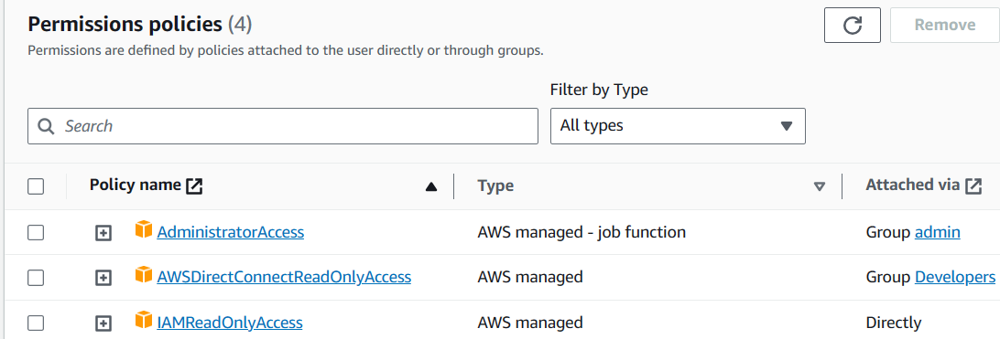 Permissions policies (4)
Remove
Permissions are defined by policies attached to the user directly or through groups.
Filter by Type
Search
All types
Policy name Type Attached via
AdministratorAccess AWS managed - job function Group admin
AWSDirectConnectReadOnlyAccess AWS managed Group Developers
IAMReadOnlyAccess AWS managed Directly